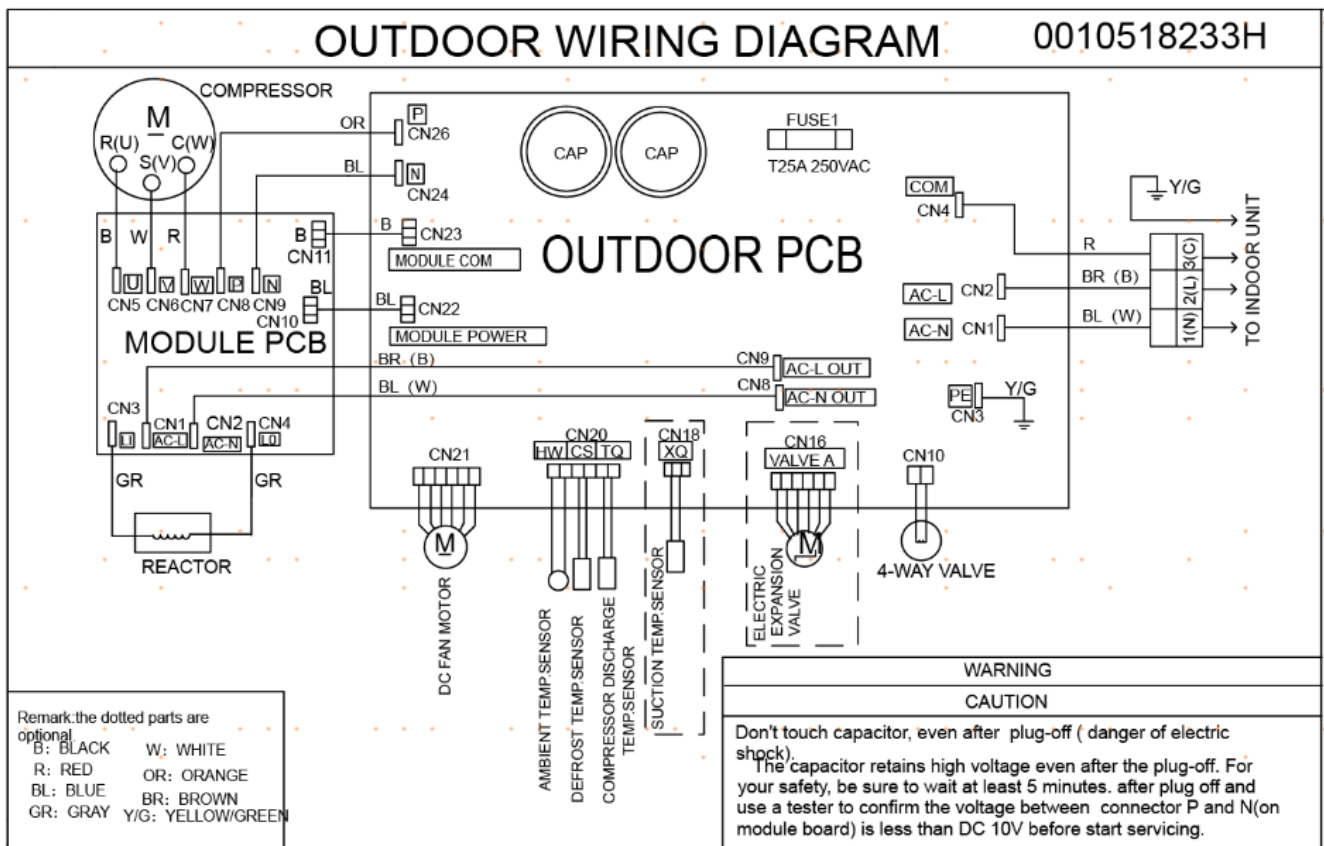 OUTDOOR WIRING DIAGRAM 0010518233H
COMPRESSOR
M
R(U) C(W)
S(V)
OR
P
CN26
BL
N
CN24
CAP CAP
FUSE1
T25A 250VAC
COM
CN4
Y/G
B W R
B
CN11
B
CN23
MODULE COM
OUTDOOR PCB
R
3(C)
TO INDOOR UNIT
U V W P N
CN5 CN6 CN7 CN8 CN9
BL
CN10
BL
CN22
MODULE POWER
AC-L CN2
BR (B)
2(L)
AC-N CN1
BL (W)
1(N)
MODULE PCB
BR (B)
CN9 AC-L OUT
BL (W)
CN8 AC-N OUT
PE
CN3
Y/G
CN3 CN1 CN2 CN4
LI AC-L AC-N LO
GR GR
REACTOR
CN21
M
DC FAN MOTOR
CN20
HW CS TQ
AMBIENT TEMP.SENSOR
DEFROST TEMP.SENSOR
COMPRESSOR DISCHARGE
TEMP.SENSOR
CN18
XQ
SUCTION TEMP.SENSOR
CN16
VALVE A
M
ELECTRIC
EXPANSION
VALVE
CN10
4-WAY VALVE
Remark:the dotted parts are
optional
B: BLACK W: WHITE
R: RED OR: ORANGE
BL: BLUE BR: BROWN
GR: GRAY Y/G: YELLOW/GREEN
WARNING
CAUTION
Don't touch capacitor, even after plug-off ( danger of electric
shock).
The capacitor retains high voltage even after the plug-off. For
your safety, be sure to wait at least 5 minutes. after plug off and
use a tester to confirm the voltage between connector P and N(on
module board) is less than DC 10V before start servicing.